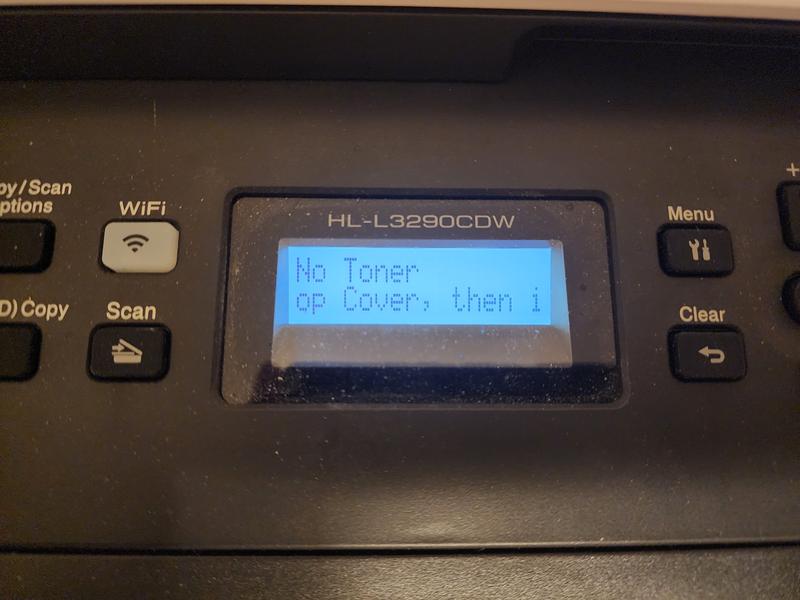 py/Scan
ptions
WiFi
HL-L3290CDW
Menu
+
No Toner
op Cover, then i
D) Copy
Scan
Clear